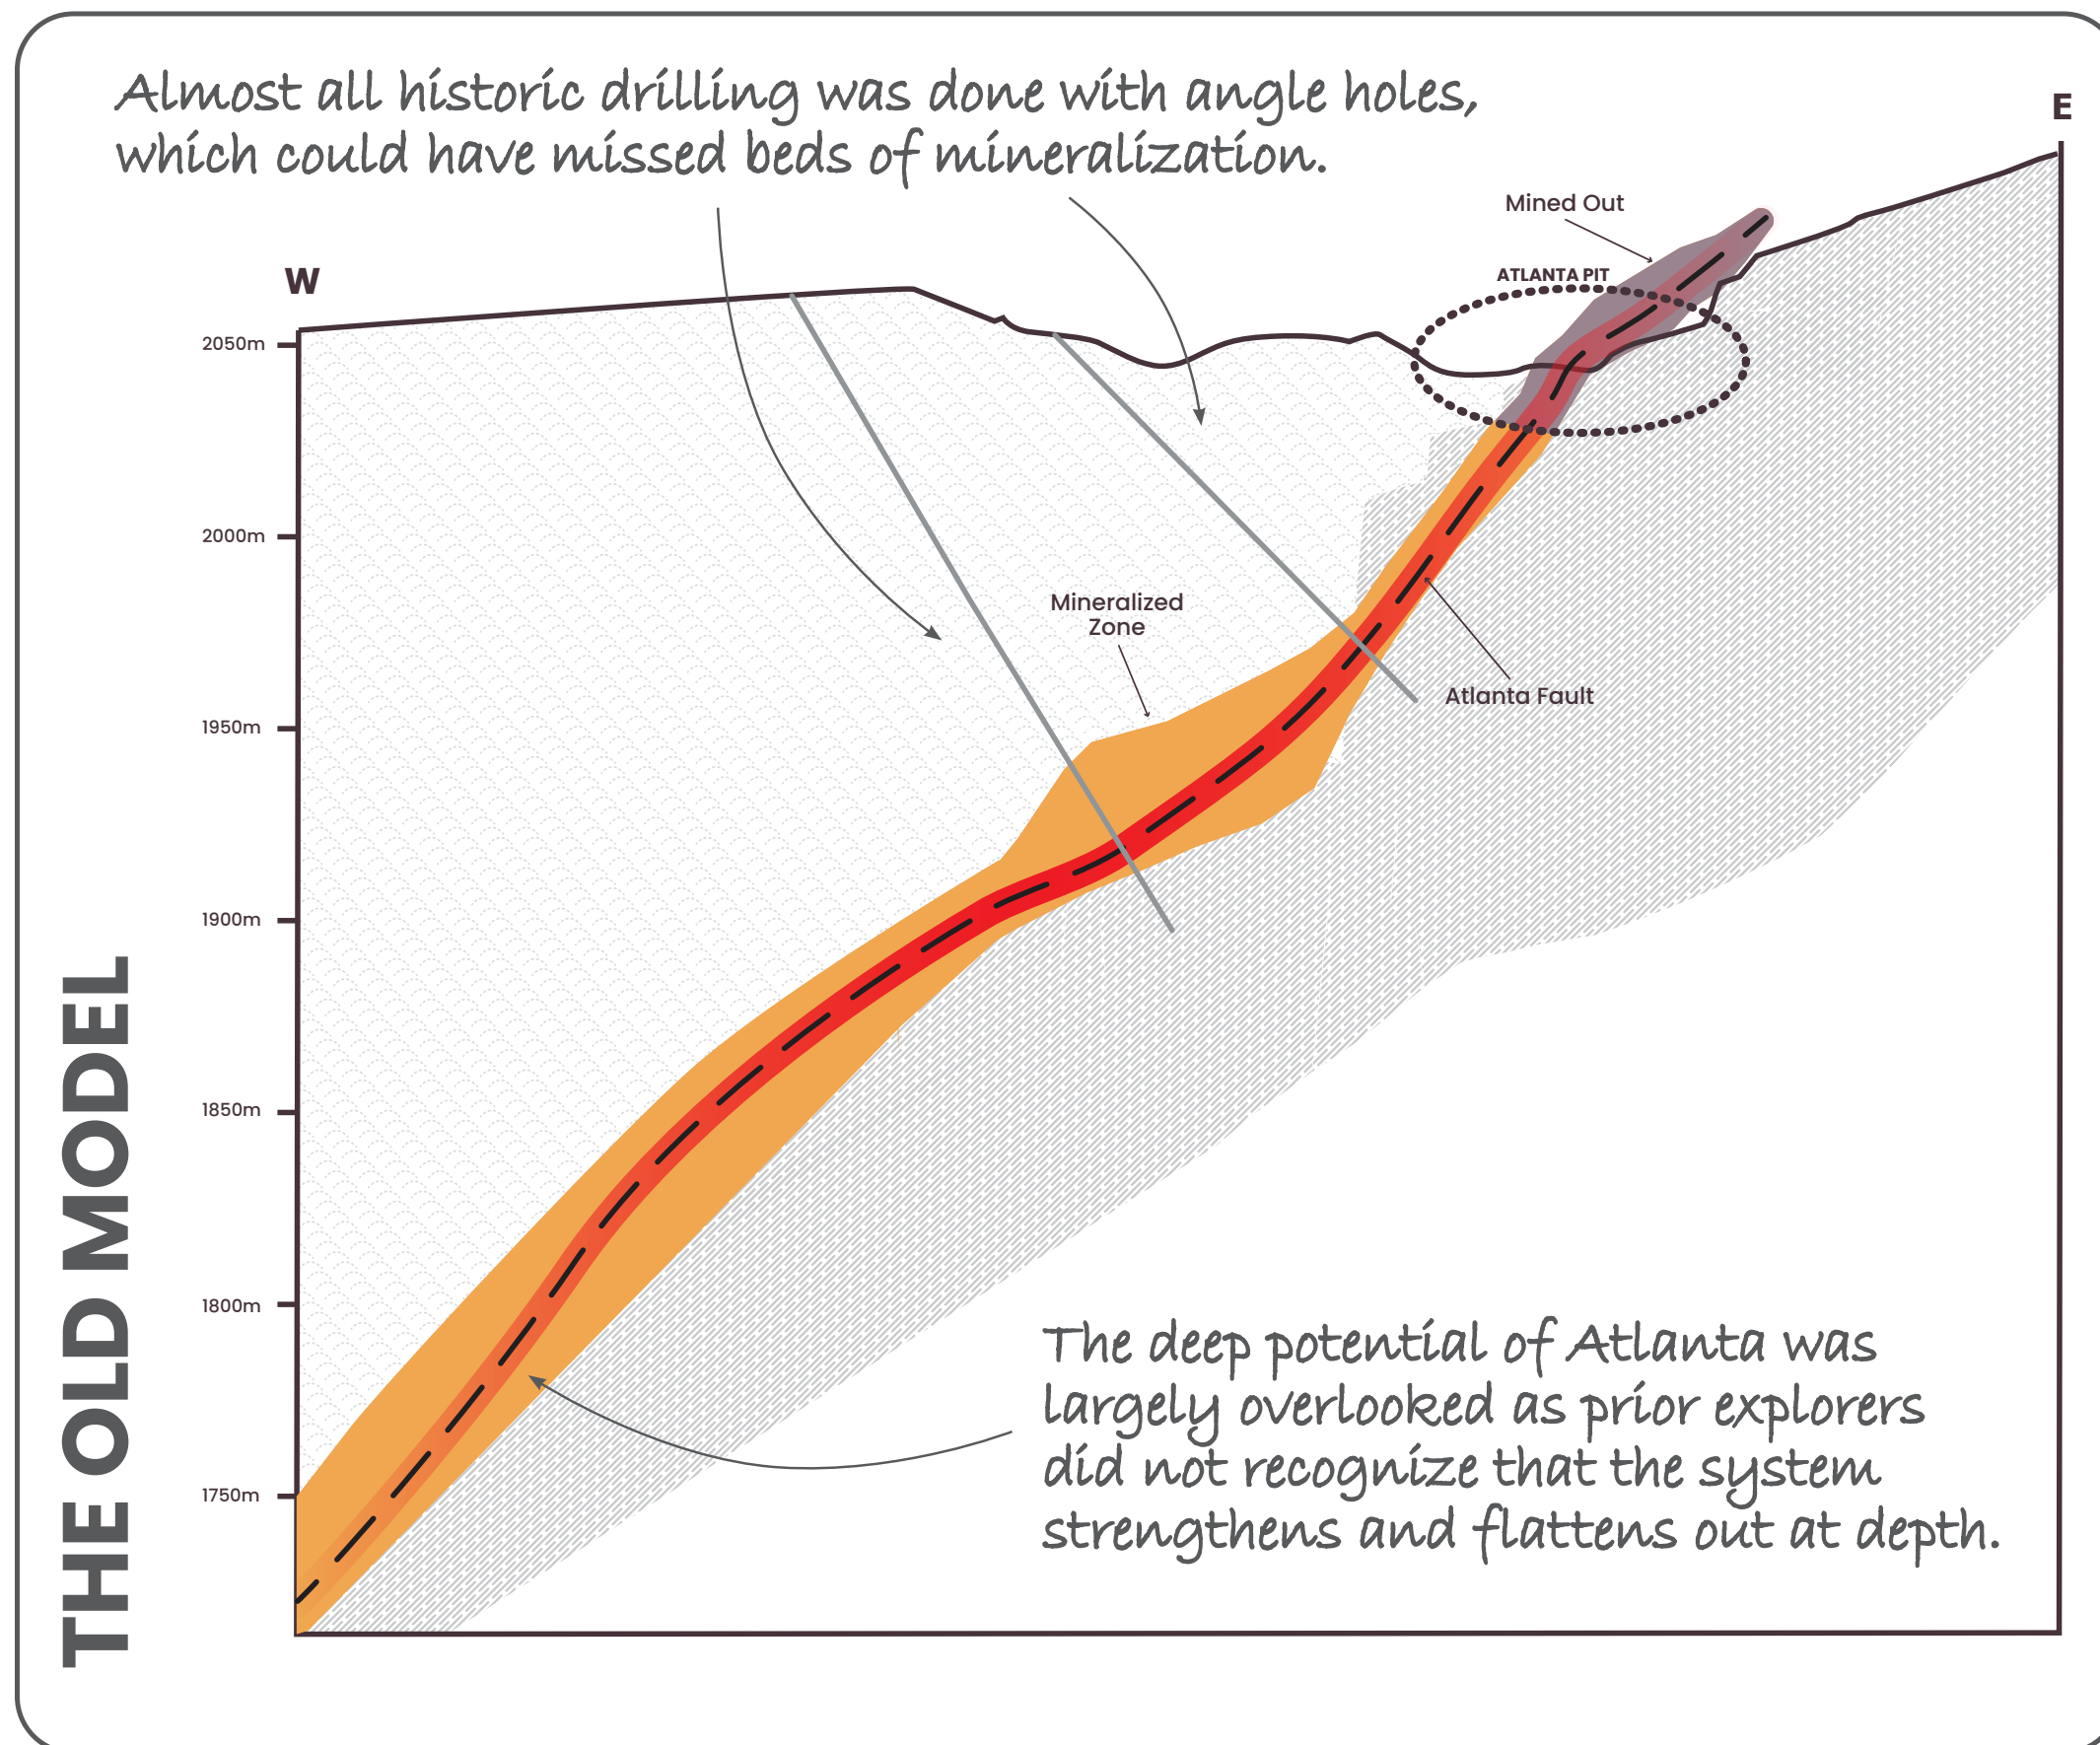 Almost all historic drilling was done with angle holes,
which could have missed beds of mineralization.
E
Mined Out
W
ATLANTA PIT
2050m
2000m
Mineralized
Zone
Atlanta Fault
1950m
1900m
1850m
1800m
1750m
THE OLD MODEL
The deep potential of Atlanta was
largely overlooked as prior explorers
did not recognize that the system
strengthens and flattens out at depth.